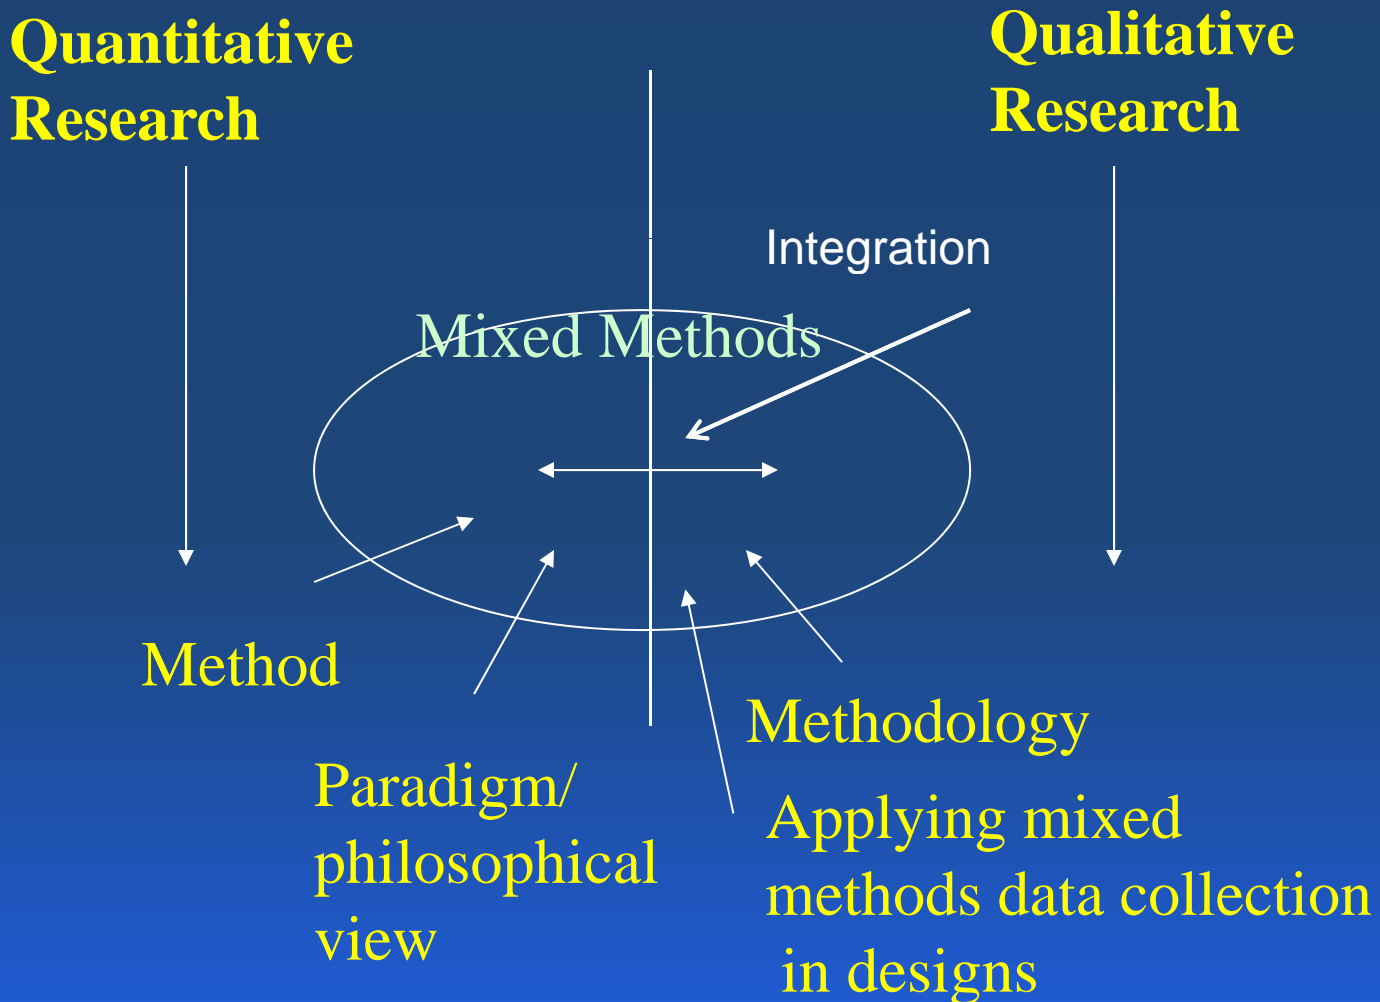 Quantitative
Research
Qualitative
Research
Integration
Mixed Methods
Method
Methodology
Paradigm/
philosophical
view
Applying mixed
methods data collection
in designs